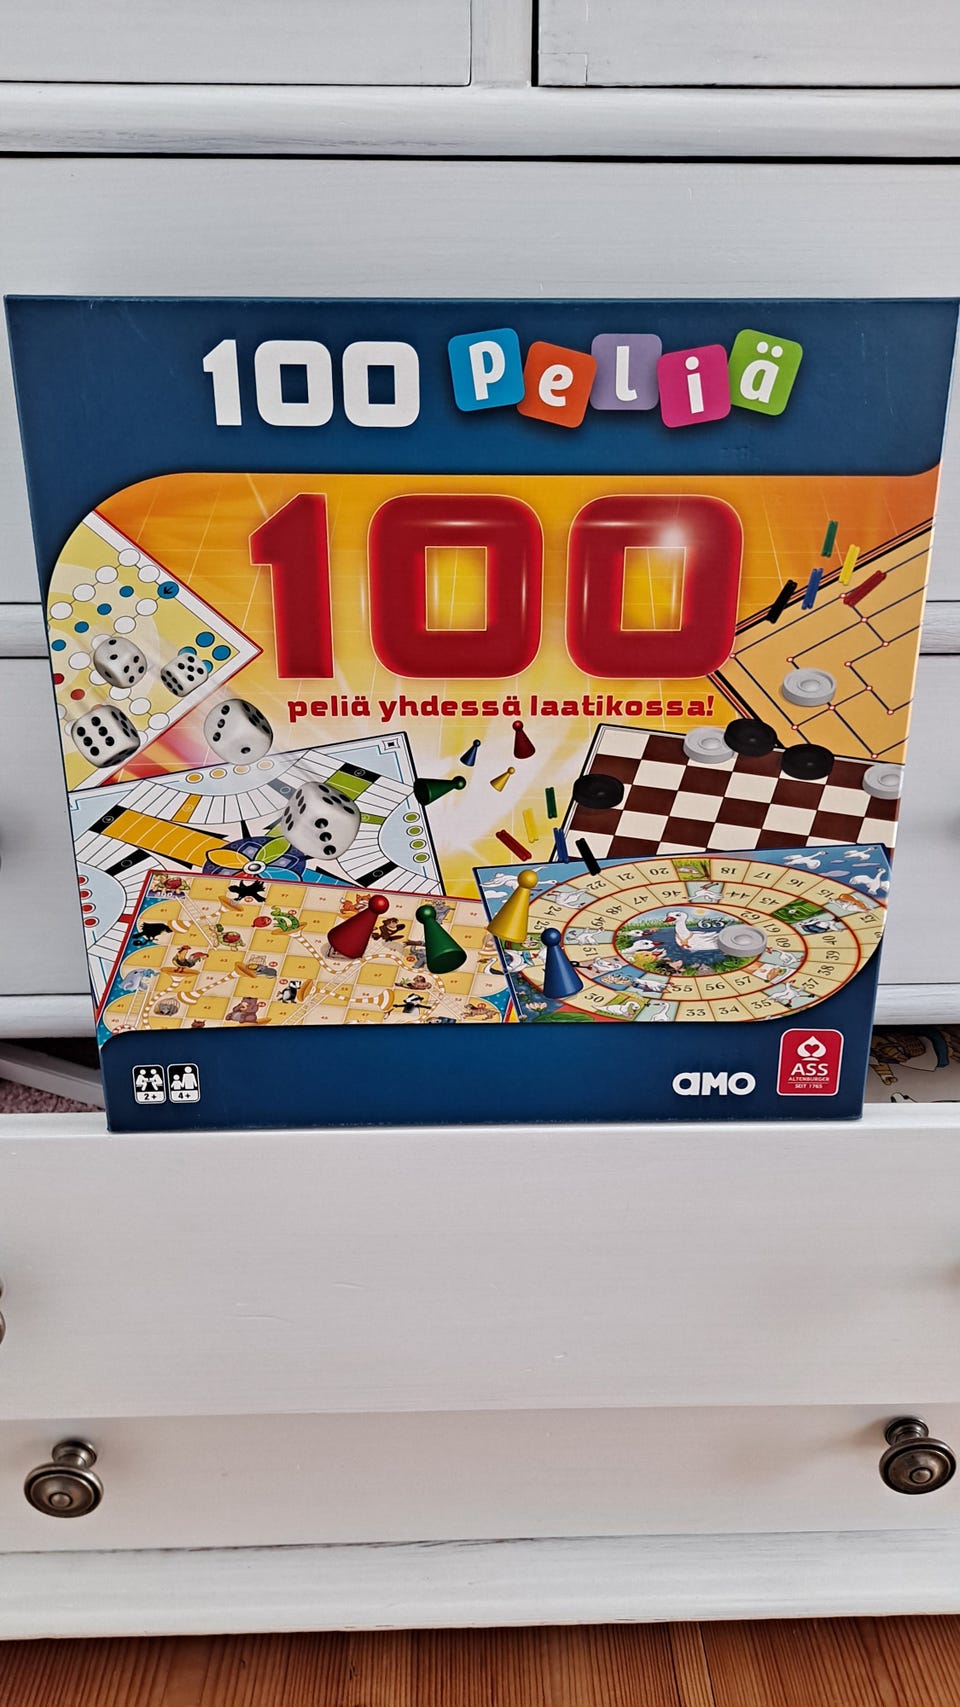 100 peliä
100
peliä yhdessä laatikossa!
2+
4+
amo
ASS
ALTENBURGER
SEIT 1765